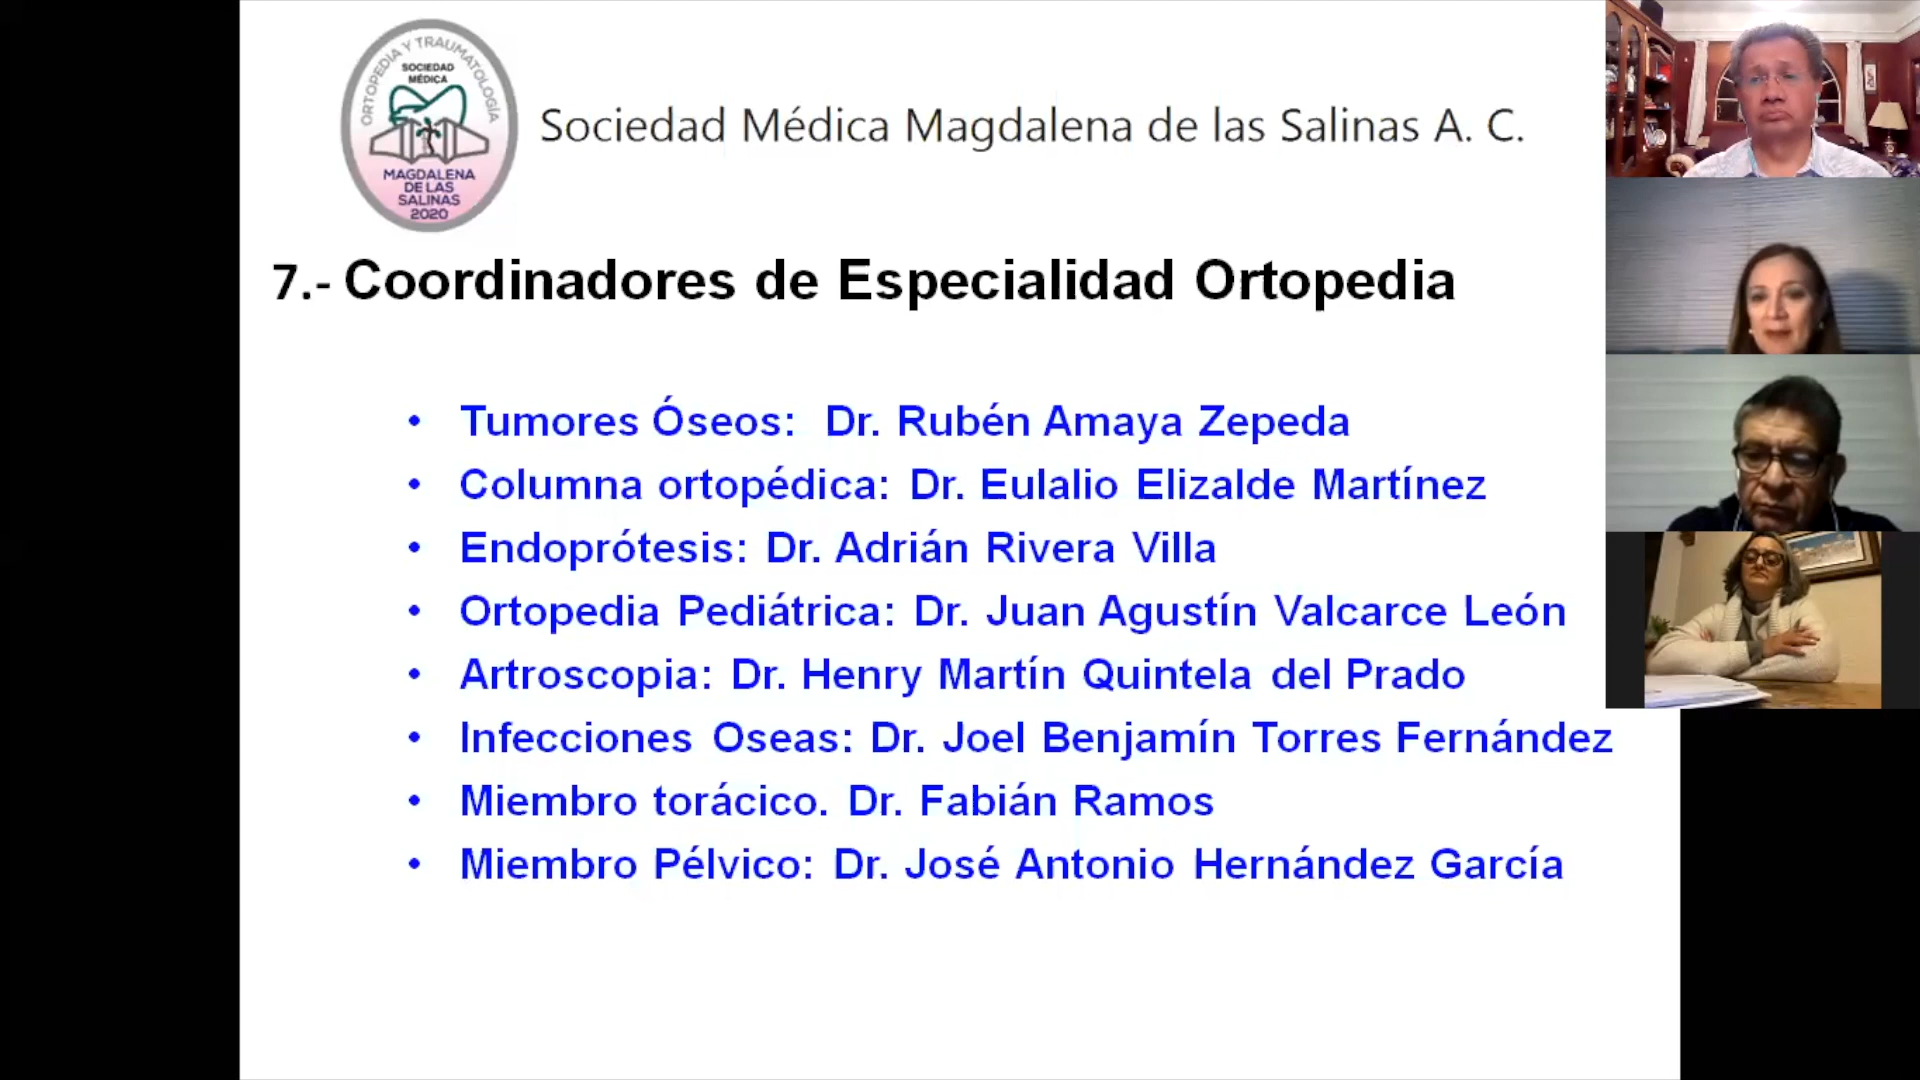 ORTOPEDIA Y TRAUMATOLOGÍA
SOCIEDAD
MÉDICA
MAGDALENA
DE LAS
SALINAS
2020
Sociedad Médica Magdalena de las Salinas A. C.
7.- Coordinadores de Especialidad Ortopedia
• Tumores Óseos: Dr. Rubén Amaya Zepeda
• Columna ortopédica: Dr. Eulalio Elizalde Martínez
• Endoprótesis: Dr. Adrián Rivera Villa
• Ortopedia Pediátrica: Dr. Juan Agustín Valcarce León
• Artroscopia: Dr. Henry Martín Quintela del Prado
• Infecciones Oseas: Dr. Joel Benjamín Torres Fernández
• Miembro torácico. Dr. Fabián Ramos
• Miembro Pélvico: Dr. José Antonio Hernández García